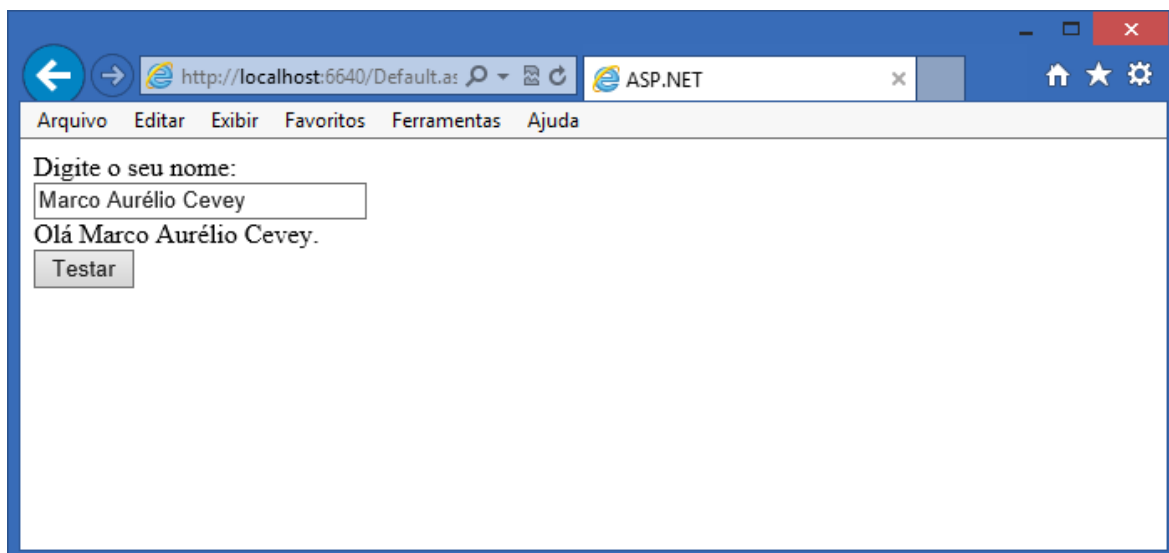 http://localhost:6640/Default.as
ASP.NET
Arquivo Editar Exibir Favoritos Ferramentas Ajuda
Digite o seu nome:
Marco Aurélio Cevey
Olá Marco Aurélio Cevey.
Testar